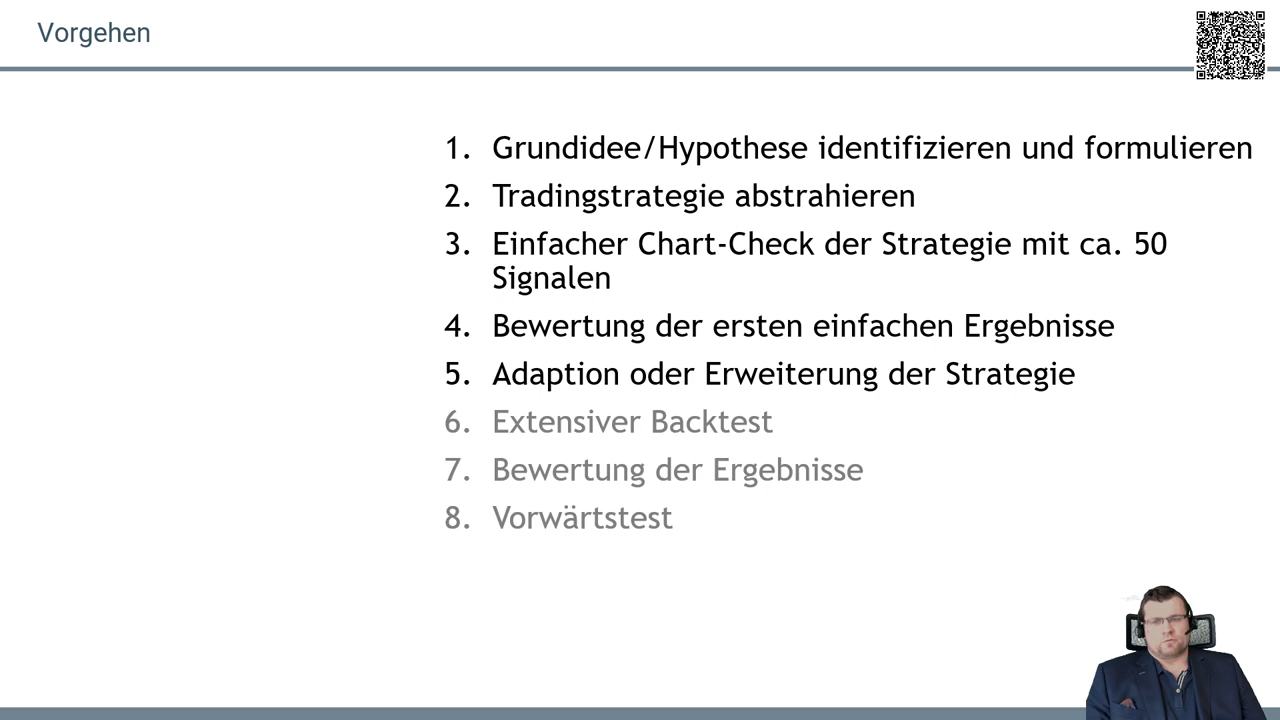 Vorgehen
1. Grundidee/Hypothese identifizieren und formulieren
2. Tradingstrategie abstrahieren
3. Einfacher Chart-Check der Strategie mit ca. 50
Signalen
4. Bewertung der ersten einfachen Ergebnisse
5. Adaption oder Erweiterung der Strategie
6. Extensiver Backtest
7. Bewertung der Ergebnisse
8. Vorwärtstest